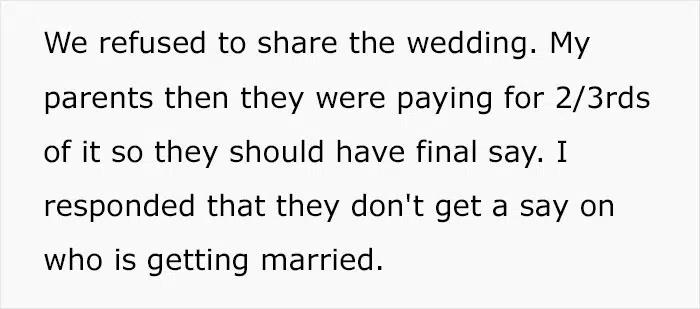 We refused to share the wedding. My
parents then they were paying for 2/3rds
of it so they should have final say. I
responded that they don't get a say on
who is getting married.